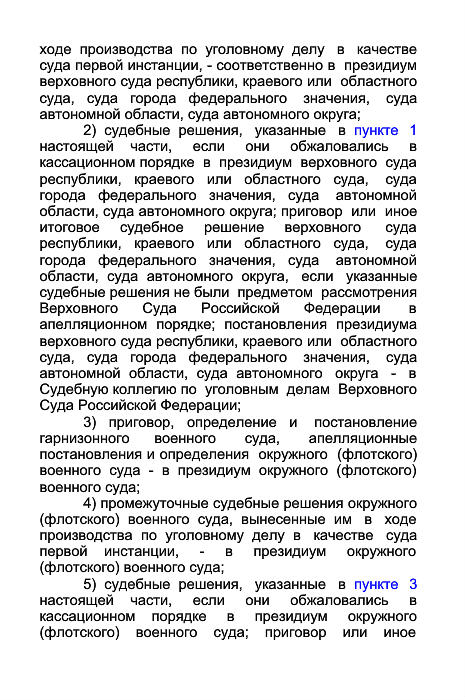 ходе производства по уголовному делу в качестве
суда первой инстанции, - соответственно в президиум
верховного суда республики, краевого или областного
суда, суда города федерального значения, суда
автономной области, суда автономного округа;
2) судебные решения, указанные в пункте 1
настоящей части, если они обжаловались в
кассационном порядке в президиум верховного суда
республики, краевого или областного суда, суда
города федерального значения, суда автономной
области, суда автономного округа; приговор или иное
итоговое судебное решение верховного суда
республики, краевого или областного суда, суда
города федерального значения, суда автономной
области, суда автономного округа, если указанные
судебные решения не были предметом рассмотрения
Верховного Суда Российской Федерации в
апелляционном порядке; постановления президиума
верховного суда республики, краевого или областного
суда, суда города федерального значения, суда
автономной области, суда автономного округа - в
Судебную коллегию по уголовным делам Верховного
Суда Российской Федерации;
3) приговор, определение и постановление
гарнизонного военного суда, апелляционные
постановления и определения окружного (флотского)
военного суда - в президиум окружного (флотского)
военного суда;
4) промежуточные судебные решения окружного
(флотского) военного суда, вынесенные им в ходе
производства по уголовному делу в качестве суда
первой инстанции, - в президиум окружного
(флотского) военного суда;
5) судебные решения, указанные в пункте 3
настоящей части, если они обжаловались в
кассационном порядке в президиум окружного
(флотского) военного суда; приговор или иное